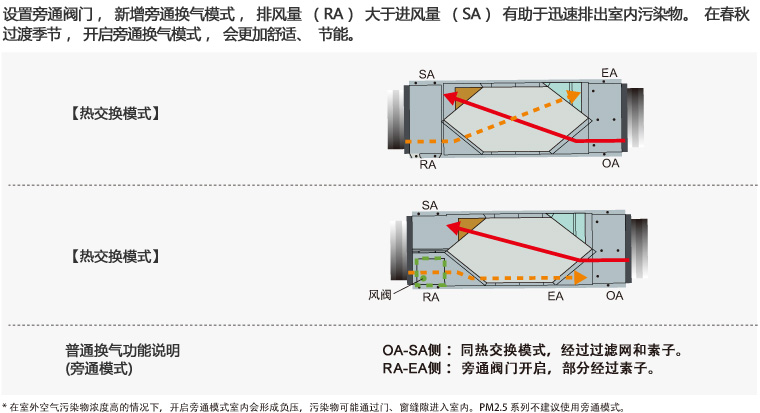 设置旁通阀门，新增旁通换气模式，排风量（RA）大于进风量（SA）有助于迅速排出室内污染物。在春秋
过渡季节，开启旁通换气模式，会更加舒适、节能。
【热交换模式】
SA
EA
RA
OA
【热交换模式】
SA
风阀
RA
EA
OA
普通换气功能说明
(旁通模式)
OA-SA侧：同热交换模式，经过过滤网和素子。
RA-EA侧：旁通阀门开启，部分经过素子。
* 在室外空气污染物浓度高的情况下，开启旁通模式室内会形成负压，污染物可能通过门、窗缝隙进入室内。PM2.5 系列不建议使用旁通模式。